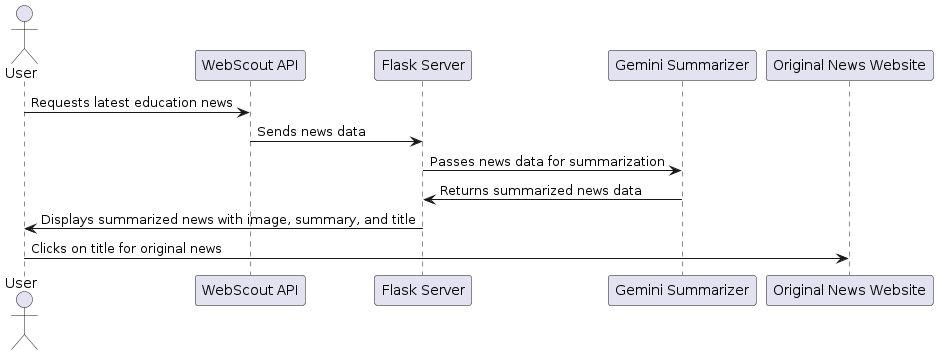 User
WebScout API
Flask Server
Gemini Summarizer
Original News Website
Requests latest education news
Sends news data
Passes news data for summarization
Returns summarized news data
Displays summarized news with image, summary, and title
Clicks on title for original news
User
WebScout API
Flask Server
Gemini Summarizer
Original News Website